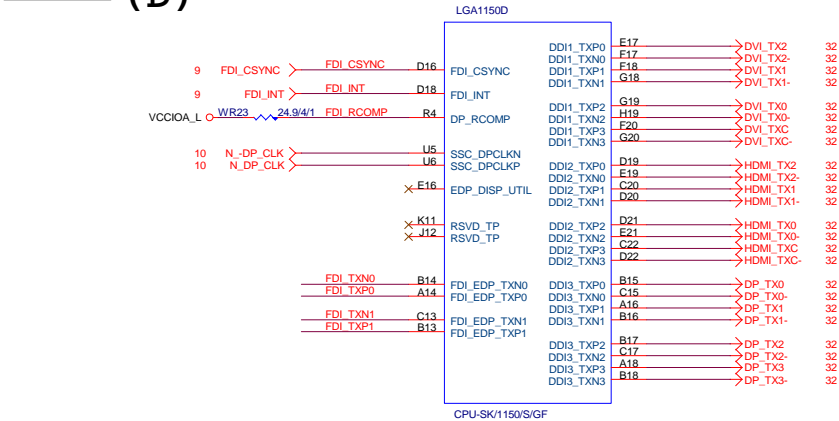 (D)
LGA1150D
9 FDI_CSYNC FDI_CSYNC D16 FDI_CSYNC
9 FDI_INT FDI_INT D18 FDI_INT
VCCIOA_L WR23 24.9/4/1 FDI_RCOMP R4 DP_RCOMP
10 N_-DP_CLK U5 SSC_DPCLKN
10 N_DP_CLK U6 SSC_DPCLKP
E16 EDP_DISP_UTIL
K11 RSVD_TP
J12 RSVD_TP
FDI_TXN0 B14 FDI_EDP_TXN0
FDI_TXP0 A14 FDI_EDP_TXP0
FDI_TXN1 C13 FDI_EDP_TXN1
FDI_TXP1 B13 FDI_EDP_TXP1
DDI1_TXP0 E17 DVI_TX2 32
DDI1_TXN0 F17 DVI_TX2- 32
DDI1_TXP1 F18 DVI_TX1 32
DDI1_TXN1 G18 DVI_TX1- 32
DDI1_TXP2 G19 DVI_TX0 32
DDI1_TXN2 H19 DVI_TX0- 32
DDI1_TXP3 F20 DVI_TXC 32
DDI1_TXN3 G20 DVI_TXC- 32
DDI2_TXP0 D19 HDMI_TX2 32
DDI2_TXN0 E19 HDMI_TX2- 32
DDI2_TXP1 C20 HDMI_TX1 32
DDI2_TXN1 D20 HDMI_TX1- 32
DDI2_TXP2 D21 HDMI_TX0 32
DDI2_TXN2 E21 HDMI_TX0- 32
DDI2_TXP3 C22 HDMI_TXC 32
DDI2_TXN3 D22 HDMI_TXC- 32
DDI3_TXP0 B15 DP_TX0 32
DDI3_TXN0 C15 DP_TX0- 32
DDI3_TXP1 A16 DP_TX1 32
DDI3_TXN1 B16 DP_TX1- 32
DDI3_TXP2 B17 DP_TX2 32
DDI3_TXN2 C17 DP_TX2- 32
DDI3_TXP3 A18 DP_TX3 32
DDI3_TXN3 B18 DP_TX3- 32
CPU-SK/1150/S/GF